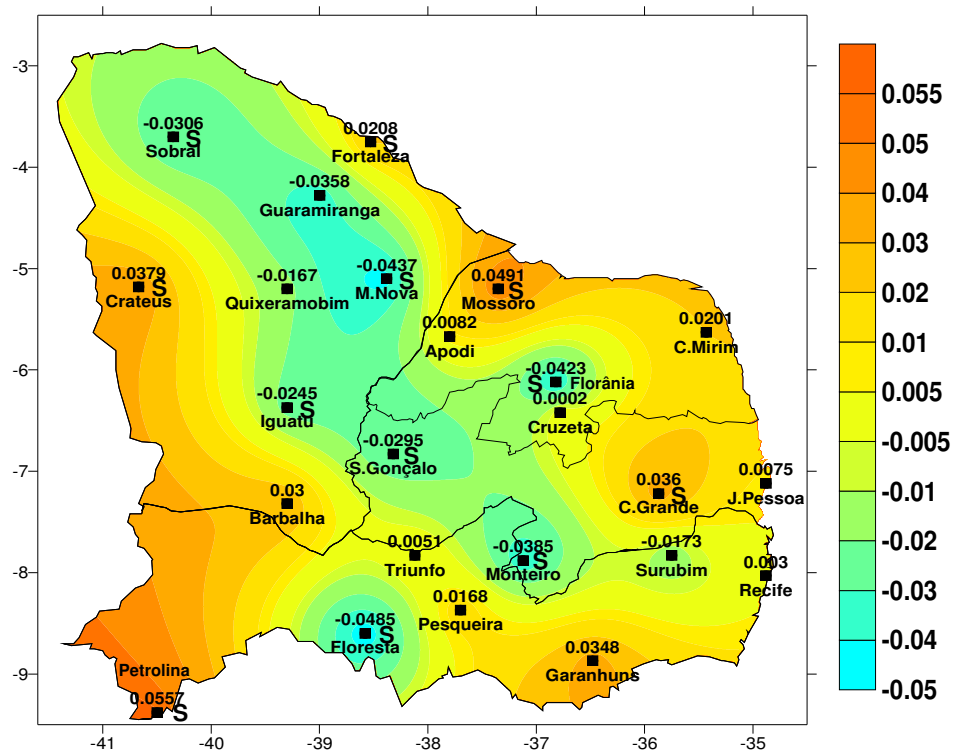 -3
-4
-5
-6
-7
-8
-9
-41
-40
-39
-38
-37
-36
-35
-0.0306
S
Sobral
0.0208
S
Fortaleza
-0.0358
Guaramiranga
0.0379
S
Crateus
-0.0167
Quixeramobim
-0.0437
S
M.Nova
0.0491
S
Mossoro
0.0082
Apodi
0.0201
C.Mirim
-0.0423
S
Florânia
0.0002
Cruzeta
-0.0245
S
Iguatu
-0.0295
S
S.Gonçalo
0.036
S
C.Grande
0.0075
J.Pessoa
0.03
Barbalha
0.0051
Triunfo
-0.0385
S
Monteiro
-0.0173
Surubim
0.003
Recife
0.0168
Pesqueira
-0.0485
S
Floresta
0.0348
Garanhuns
Petrolina
0.0557
S
0.055
0.05
0.04
0.03
0.02
0.01
0.005
-0.005
-0.01
-0.02
-0.03
-0.04
-0.05